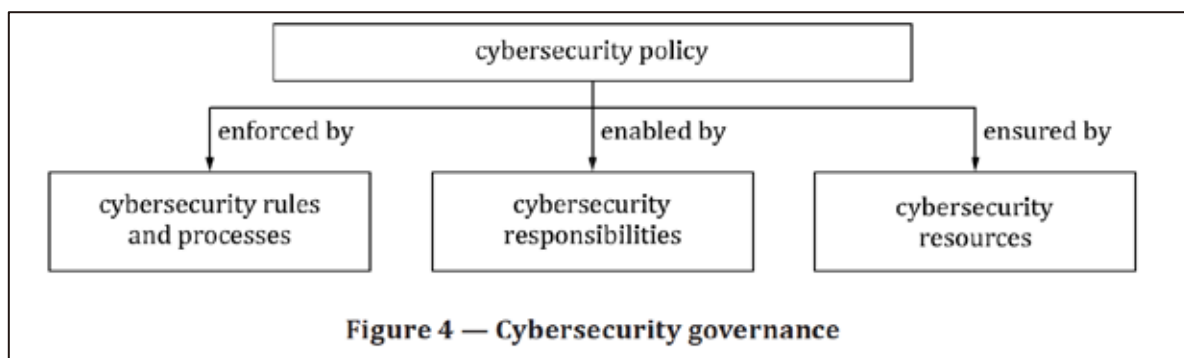 cybersecurity policy
enforced by
enabled by
ensured by
cybersecurity rules
and processes
cybersecurity
responsibilities
cybersecurity
resources
Figure 4 — Cybersecurity governance